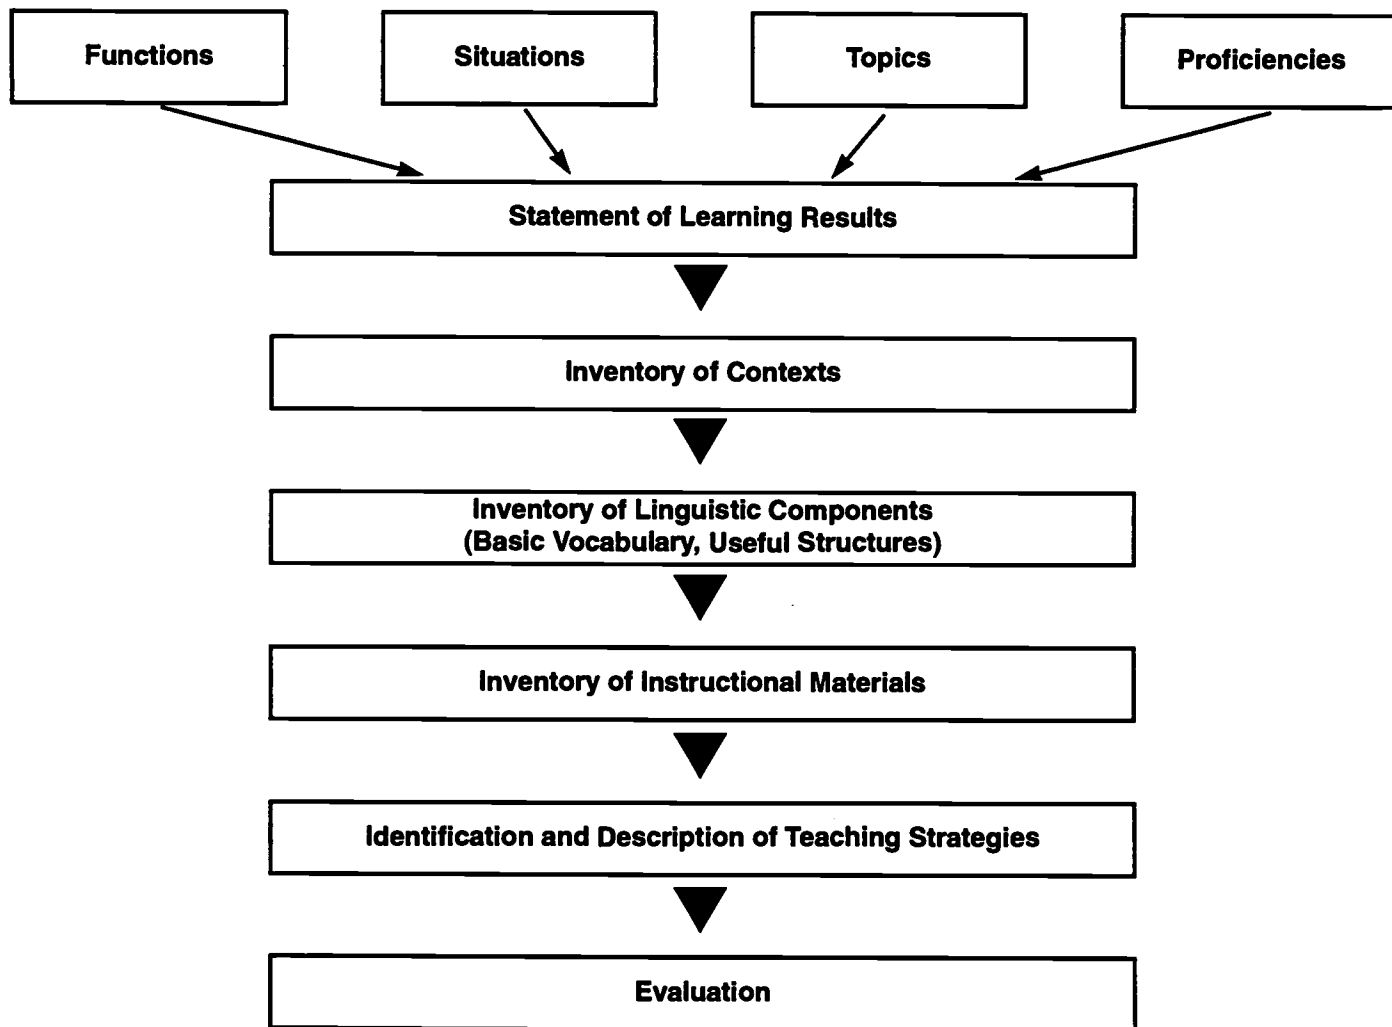 Functions
Situations
Topics
Proficiencies
Statement of Learning Results
Inventory of Contexts
Inventory of Linguistic Components
(Basic Vocabulary, Useful Structures)
Inventory of Instructional Materials
Identification and Description of Teaching Strategies
Evaluation